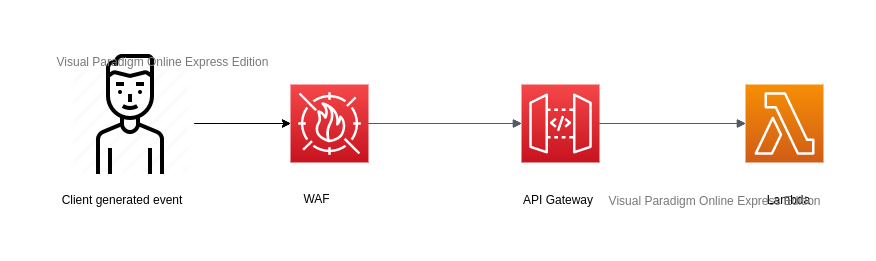 Visual Paradigm Online Express Edition
Client generated event
WAF
API Gateway
Visual Paradigm Online Express Edition
Lambda